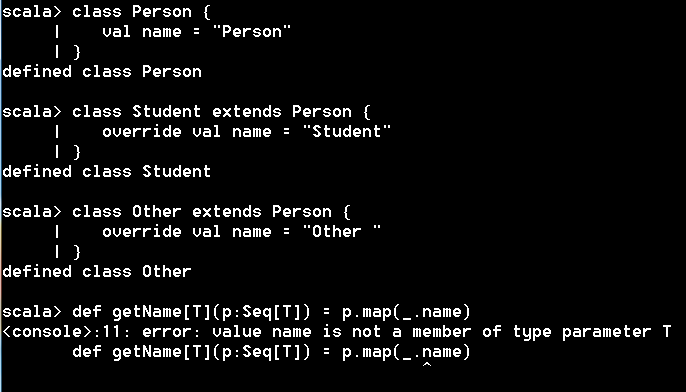 scala> class Person {
     |    val name = "Person"
     | }
defined class Person
scala> class Student extends Person {
     |    override val name = "Student"
     | }
defined class Student
scala> class Other extends Person {
     |    override val name = "Other "
     | }
defined class Other
scala> def getName[T](p:Seq[T]) = p.map(_.name)
<console>:11: error: value name is not a member of type parameter T
       def getName[T](p:Seq[T]) = p.map(_.name)
                                          ^